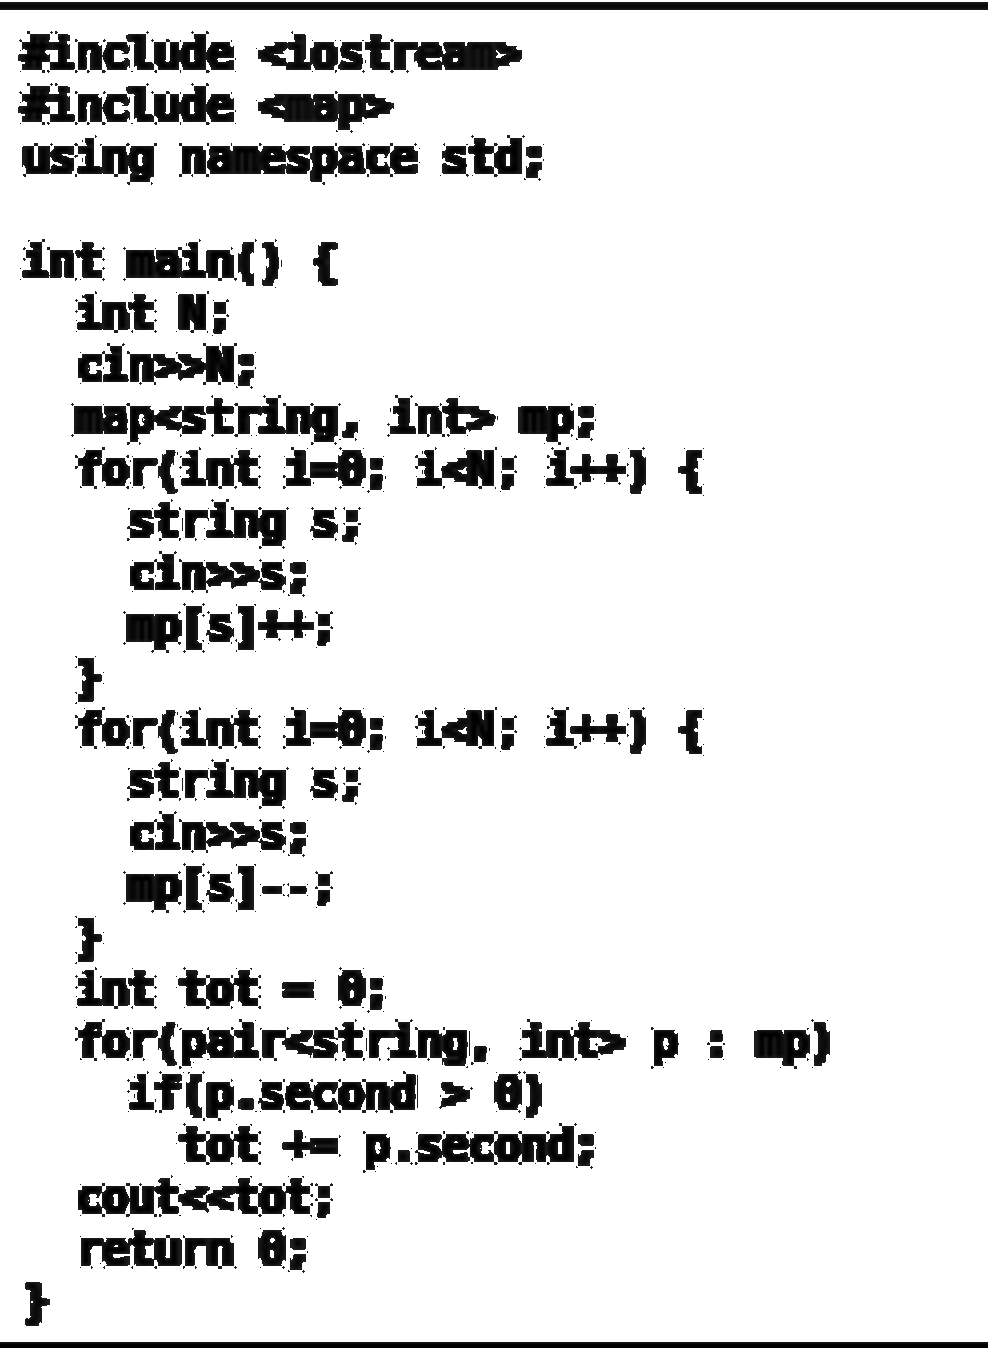 #include <iostream>
#include <map>
using namespace std;

int main() {
  int N;
  cin>>N;
  map<string, int> mp;
  for(int i=0; i<N; i++) {
    string s;
    cin>>s;
    mp[s]++;
  }
  for(int i=0; i<N; i++) {
    string s;
    cin>>s;
    mp[s]--;
  }
  int tot = 0;
  for(pair<string, int> p : mp)
    if(p.second > 0)
      tot += p.second;
  cout<<tot;
  return 0;
}